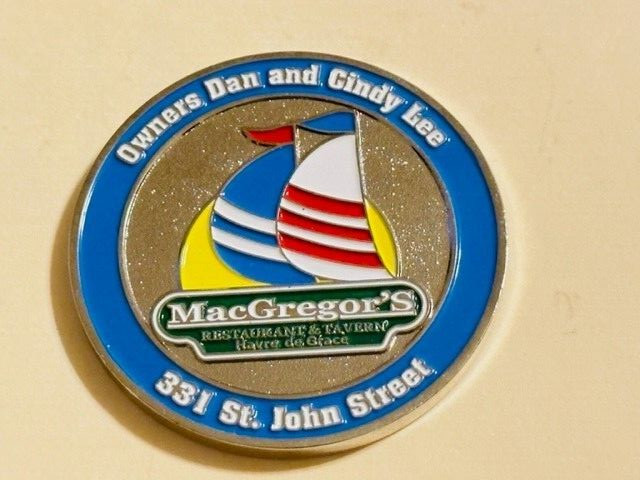 Owners Dan and Cindy Lee
MacGregor'S
RESTAURANT & TAVERN
Havre de Grace
331 St. John Street